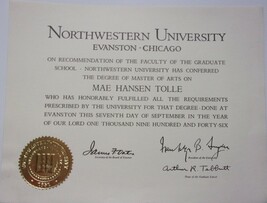 NORTHWESTERN UNIVERSITY
EVANSTON · CHICAGO
ON RECOMMENDATION OF THE FACULTY OF THE GRADUATE
SCHOOL · NORTHWESTERN UNIVERSITY HAS CONFERRED
THE DEGREE OF MASTER OF ARTS ON
MAE HANSEN TOLLE
WHO HAS HONORABLY FULFILLED ALL THE REQUIREMENTS
PRESCRIBED BY THE UNIVERSITY FOR THAT DEGREE · DONE AT
EVANSTON THIS SEVENTH DAY OF SEPTEMBER IN THE YEAR
OF OUR LORD ONE THOUSAND NINE HUNDRED AND FORTY-SIX
Arthur R. Tebbutt